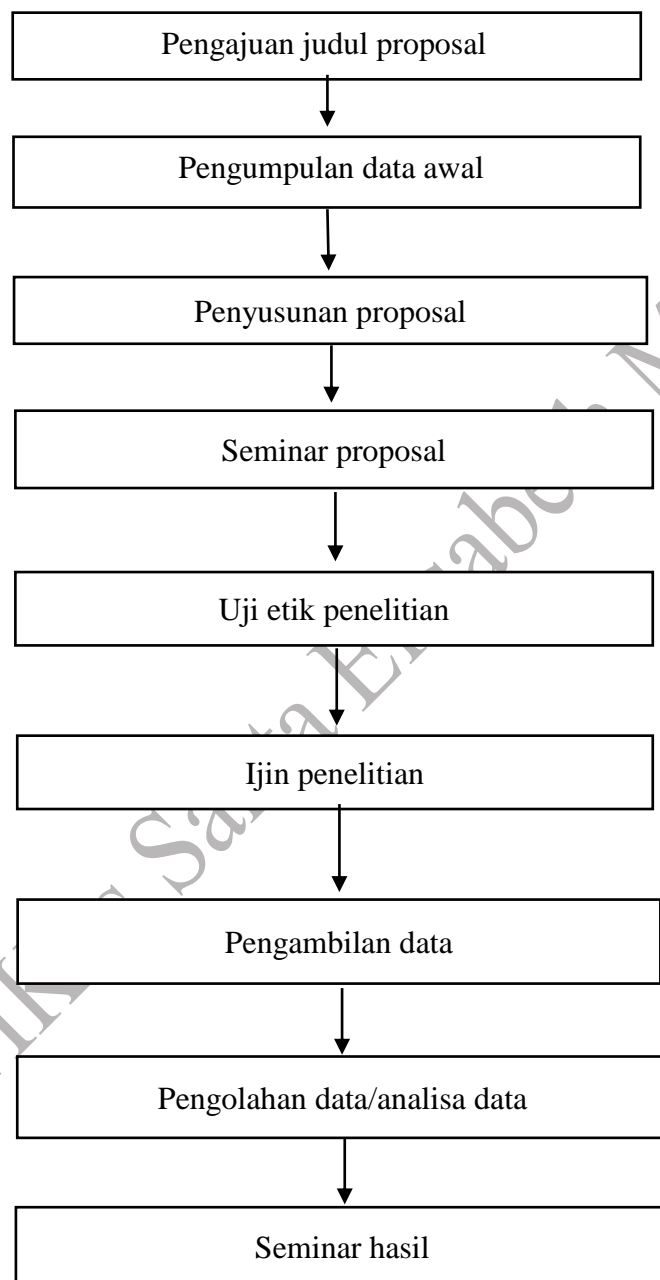 Pengajuan judul proposal
Pengumpulan data awal
Penyusunan proposal
Seminar proposal
Uji etik penelitian
Ijin penelitian
Pengambilan data
Pengolahan data/analisa data
Seminar hasil